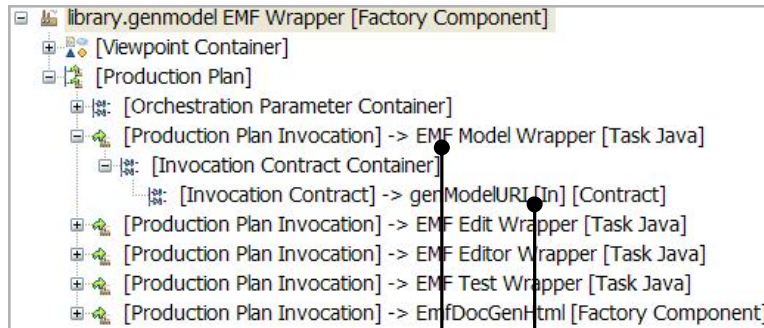 library.genmodel EMF Wrapper [Factory Component]
[Viewpoint Container]
[Production Plan]
[Orchestration Parameter Container]
[Production Plan Invocation] -> EMF Model Wrapper [Task Java]
[Invocation Contract Container]
[Invocation Contract] -> genModelURI [In] [Contract]
[Production Plan Invocation] -> EMF Edit Wrapper [Task Java]
[Production Plan Invocation] -> EMF Editor Wrapper [Task Java]
[Production Plan Invocation] -> EMF Test Wrapper [Task Java]
[Production Plan Invocation] -> EmfDocGenHtml [Factory Component]